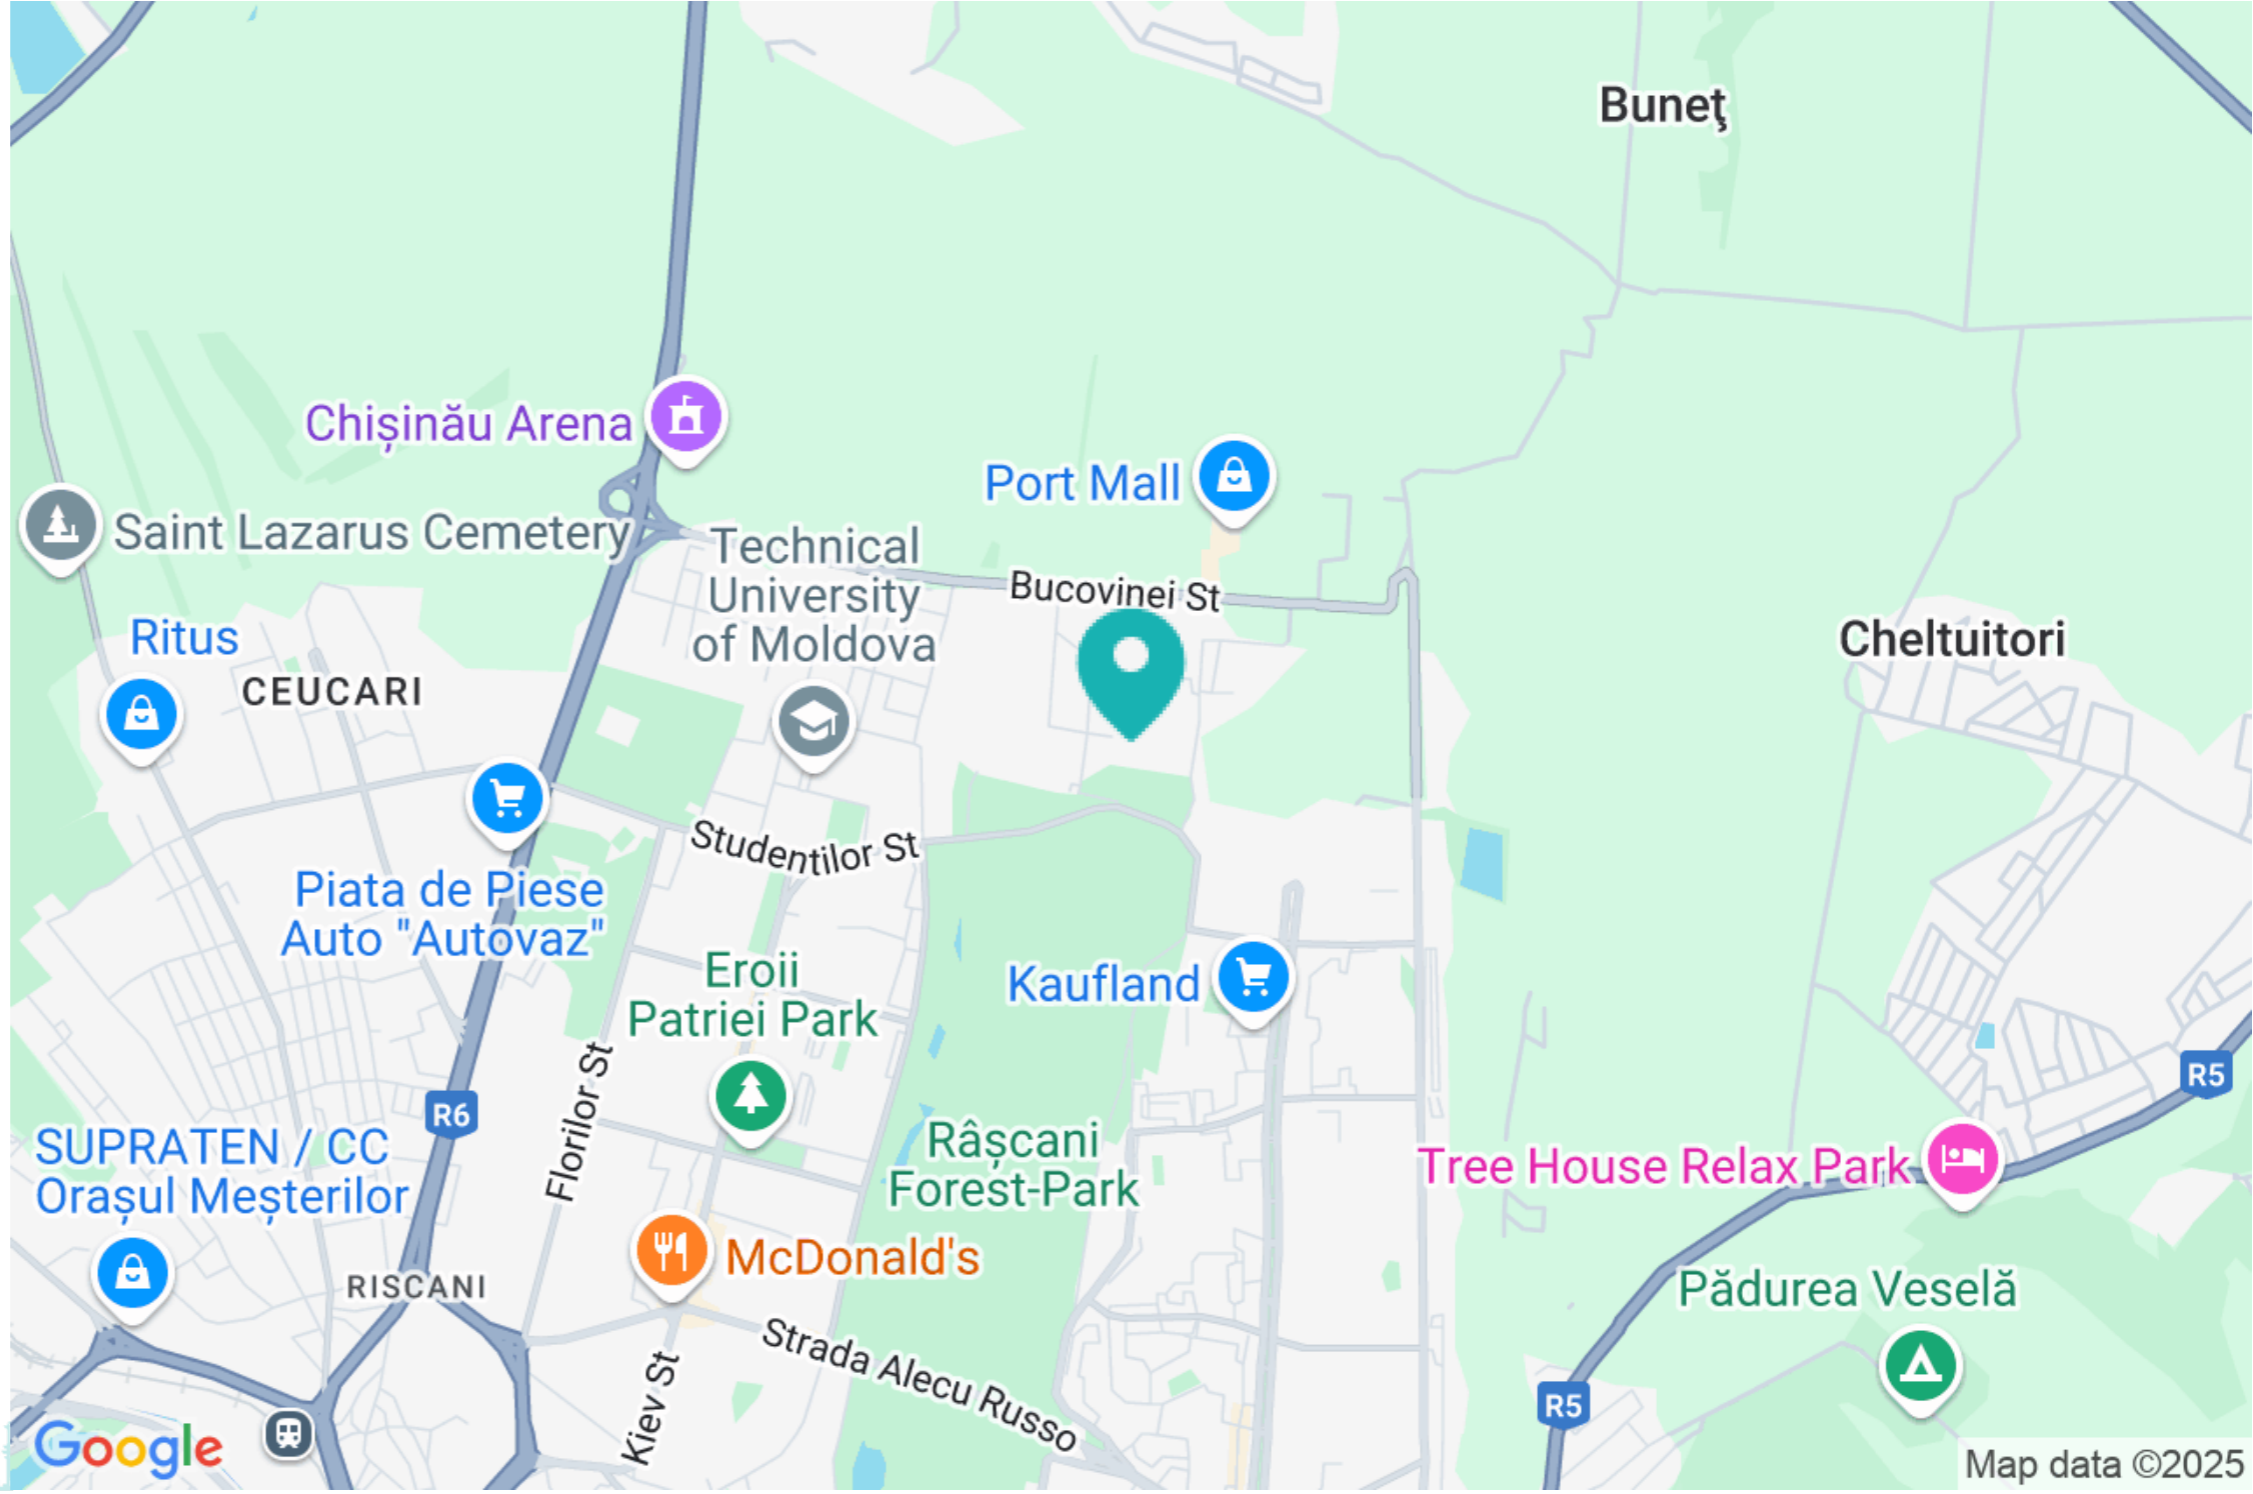 Buneţ
Chișinău Arena
Port Mall
Saint Lazarus Cemetery
Technical
University
of Moldova
Bucovinei St
Ritus
CEUCARI
Cheltuitori
Studentilor St
Piata de Piese
Auto "Autovaz"
Eroii
Patriei Park
Kaufland
Florilor St
R6
R5
SUPRATEN / CC
Orașul Meșterilor
Râșcani
Forest-Park
Tree House Relax Park
McDonald's
RISCANI
Pădurea Veselă
Strada Alecu Russo
Kiev St
R5
Google
Map data ©2025